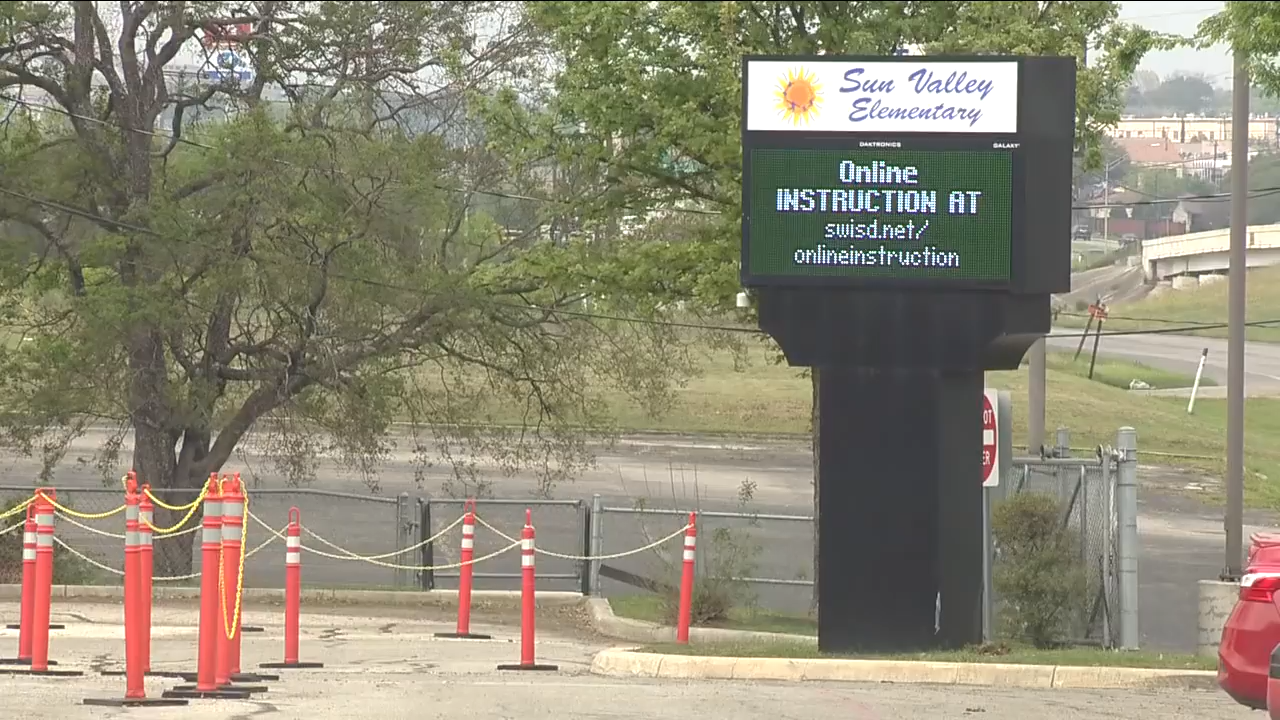 Sun Valley
Elementary
DAKTRONICS GALAXY
Online
INSTRUCTION AT
swisd.net/
onlineinstruction